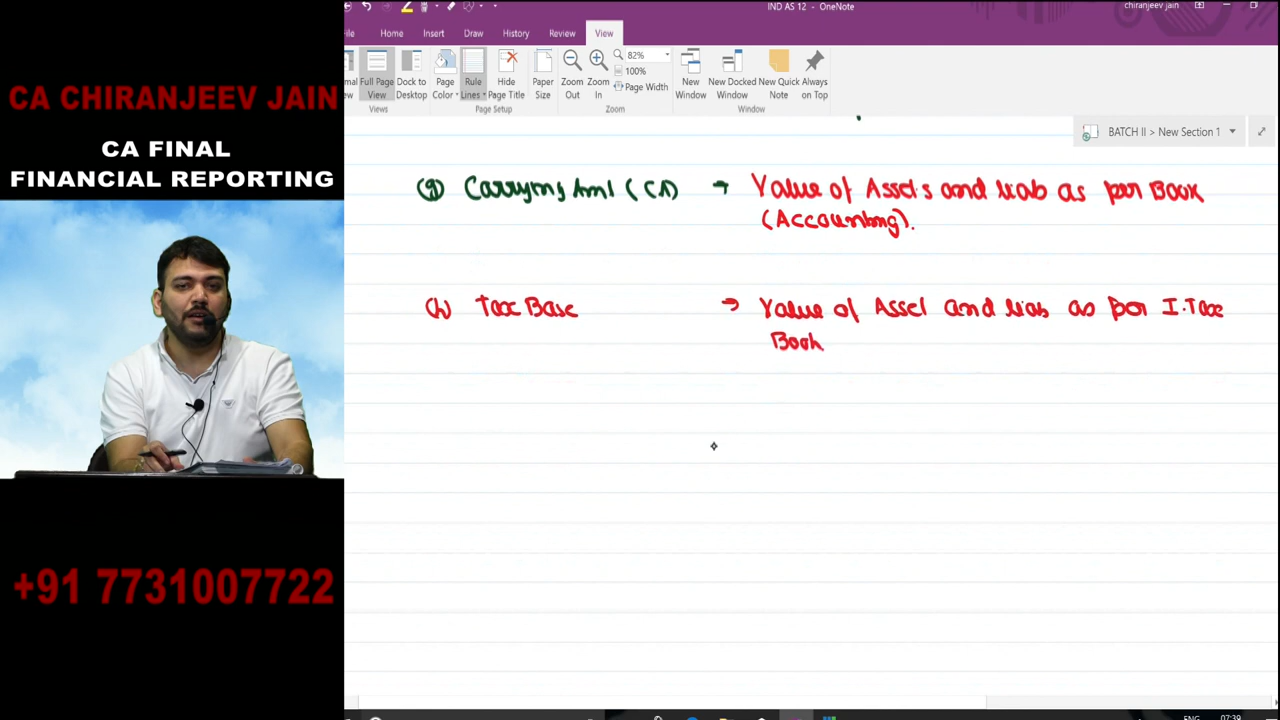 CA CHIRANJEEV JAIN
CA FINAL
FINANCIAL REPORTING
+91 7731007722
IND AS 12 - OneNote
chiranjeev jain
Home Insert Draw History Review View
Full Page View
Dock to Desktop
Page Color
Rule Lines
Hide Page Title
Paper Size
Zoom Out
Zoom In
82%
100%
Page Width
New Window
New Docked Window
New Quick Note
Always on Top
Views
Page Setup
Zoom
Window
BATCH II > New Section 1
(g) Carrying Amt (CA) → Value of Assets and Liab as per Book
(Accounting).
(h) Tax Base → Value of Asset and Liab as per I.Tax
Book
ENG 07:39